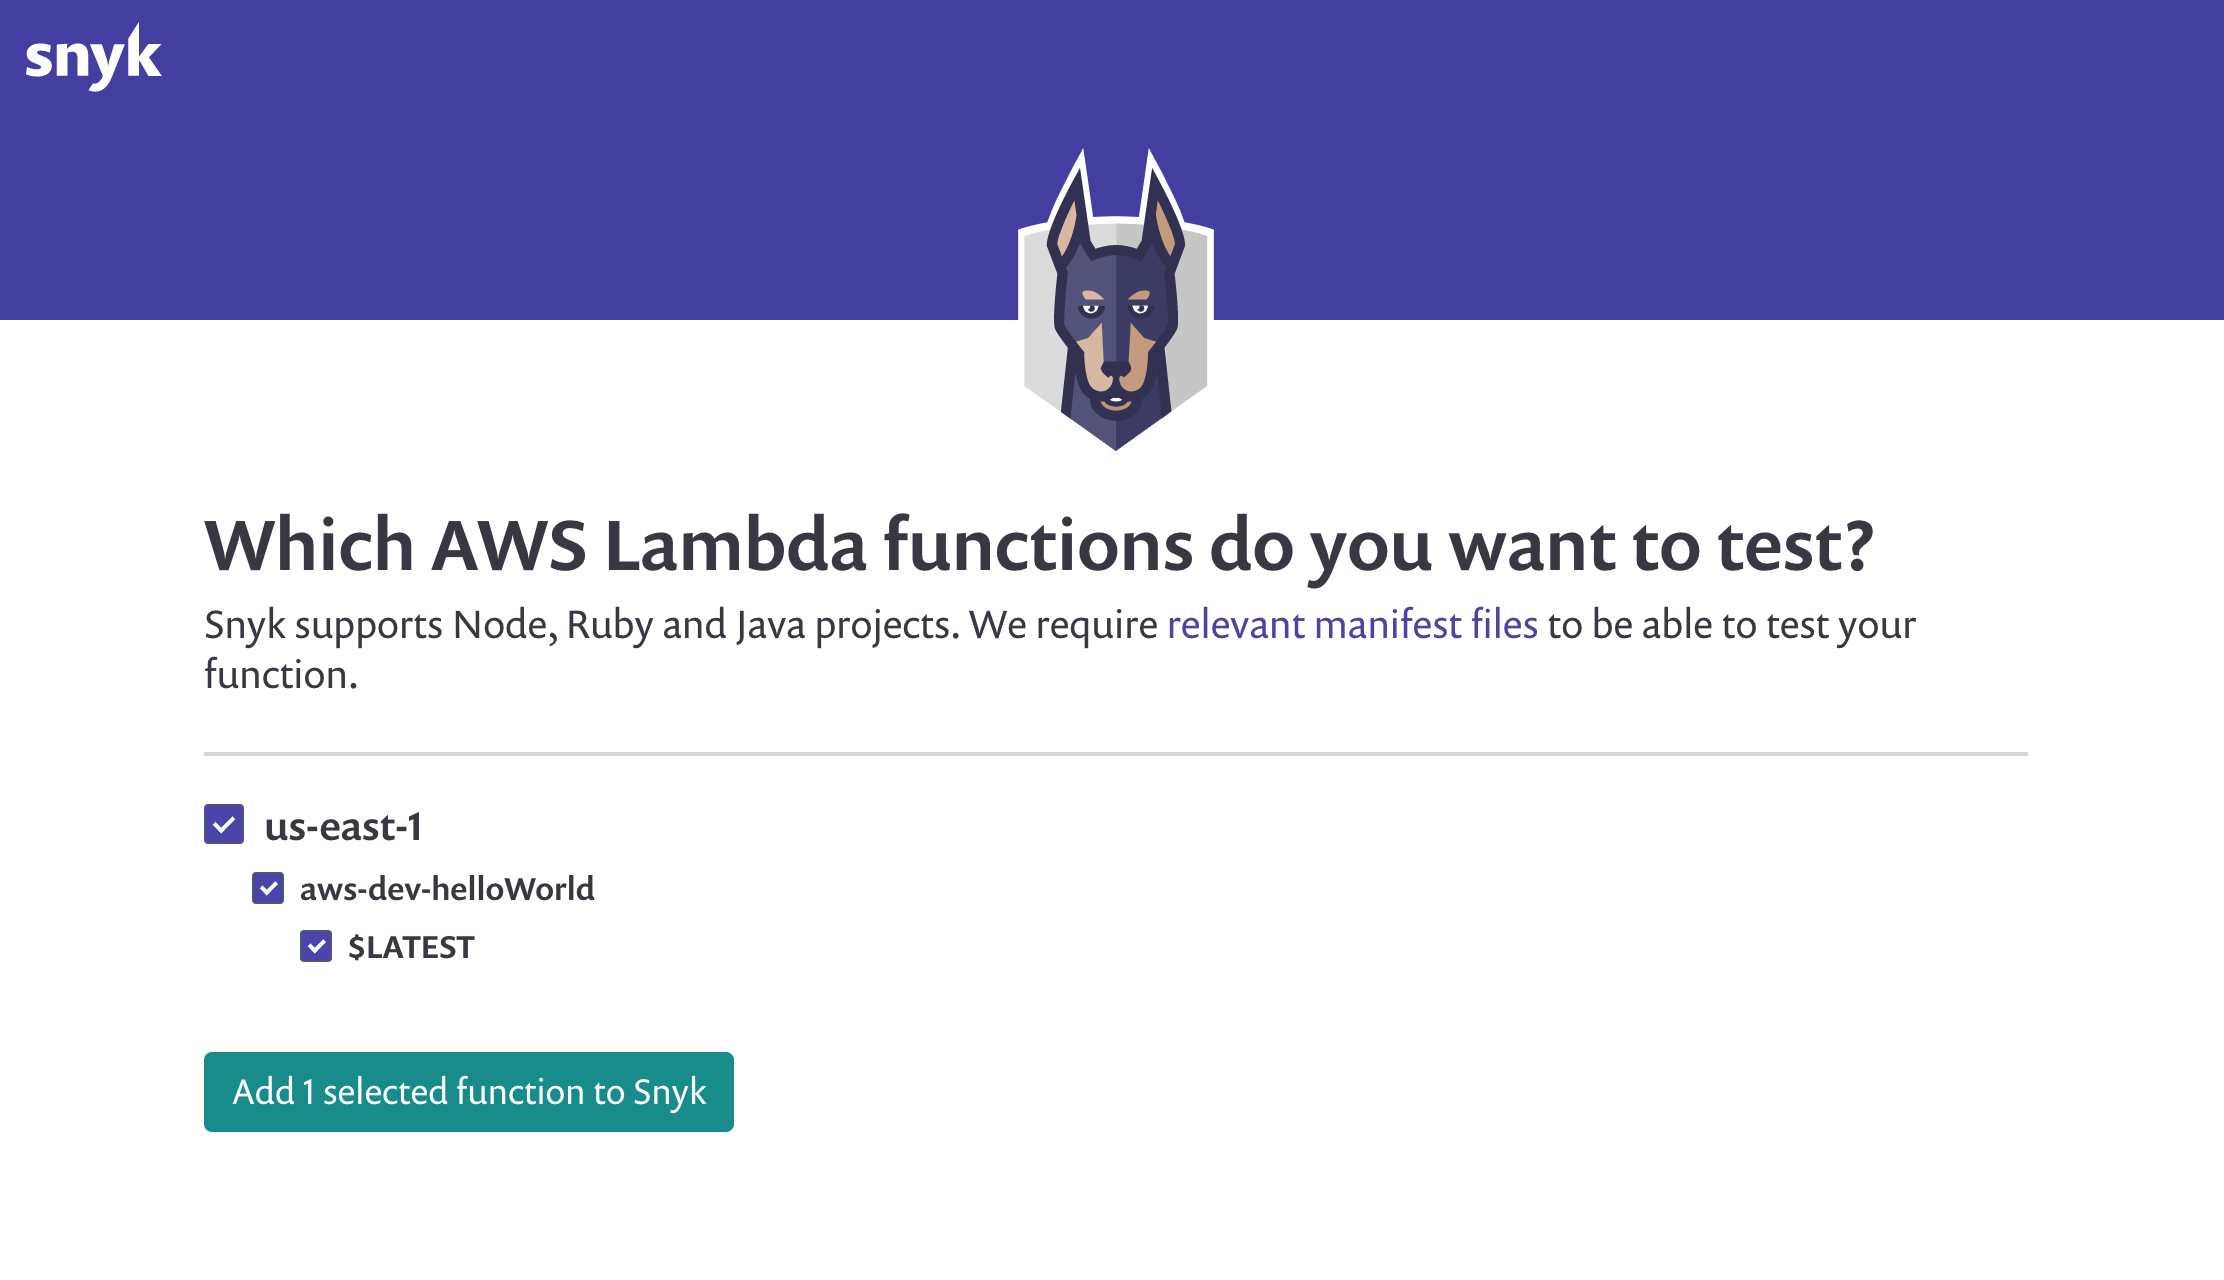 snyk
Which AWS Lambda functions do you want to test?
Snyk supports Node, Ruby and Java projects. We require relevant manifest files to be able to test your
function.
us-east-1
aws-dev-helloWorld
$LATEST
Add 1 selected function to Snyk